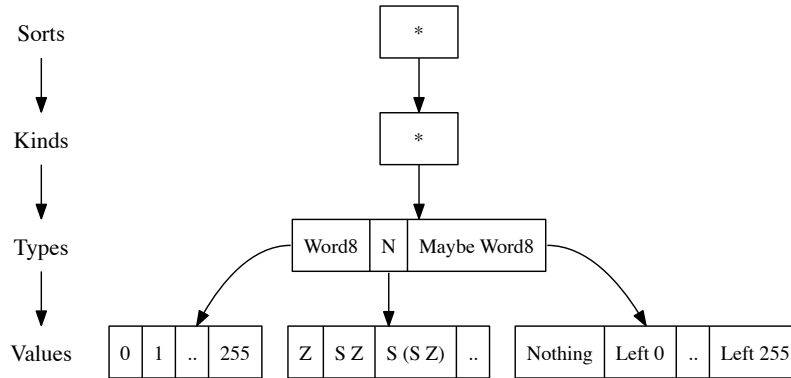 Sorts *
Kinds *
Types Word8 N Maybe Word8
Values 0 1 .. 255 Z S Z S (S Z) .. Nothing Left 0 .. Left 255